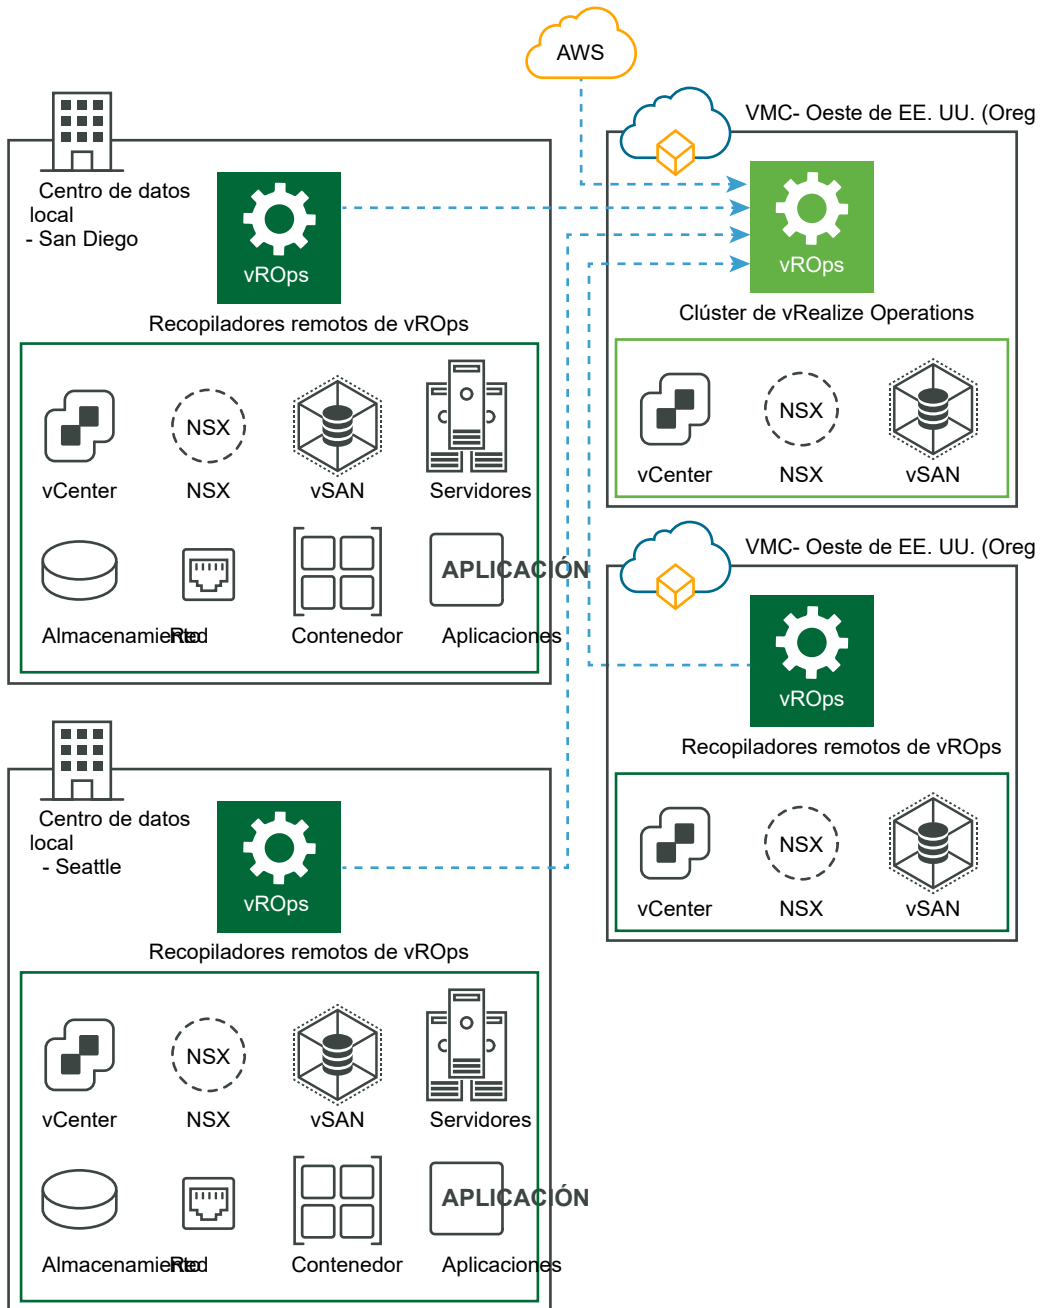 AWS
VMC- Oeste de EE. UU. (Oreg
Centro de datos
local
- San Diego
vROps
Recopiladores remotos de vROps
vCenter
NSX
NSX
vSAN
Servidores
Almacenamiento
Red
Contenedor
APLICACIÓN
Aplicaciones
vROps
Clúster de vRealize Operations
vCenter
NSX
NSX
vSAN
VMC- Oeste de EE. UU. (Oreg
vROps
Recopiladores remotos de vROps
vCenter
NSX
NSX
vSAN
Centro de datos
local
- Seattle
vROps
Recopiladores remotos de vROps
vCenter
NSX
NSX
vSAN
Servidores
Almacenamiento
Red
Contenedor
APLICACIÓN
Aplicaciones